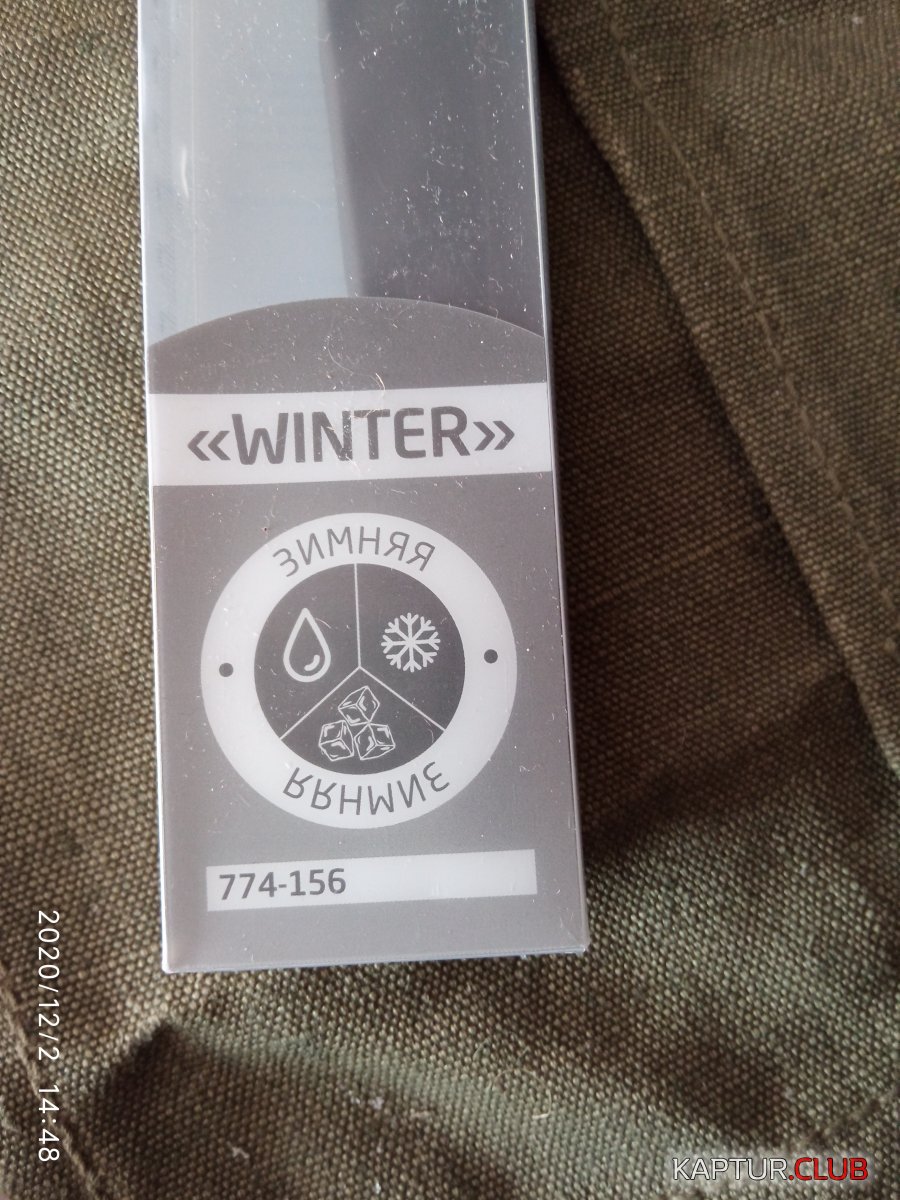 «WINTER»
ЗИМНЯЯ
ЗИМНЯЯ
774-156
2020/12/2 14:48
KAPTUR.CLUB